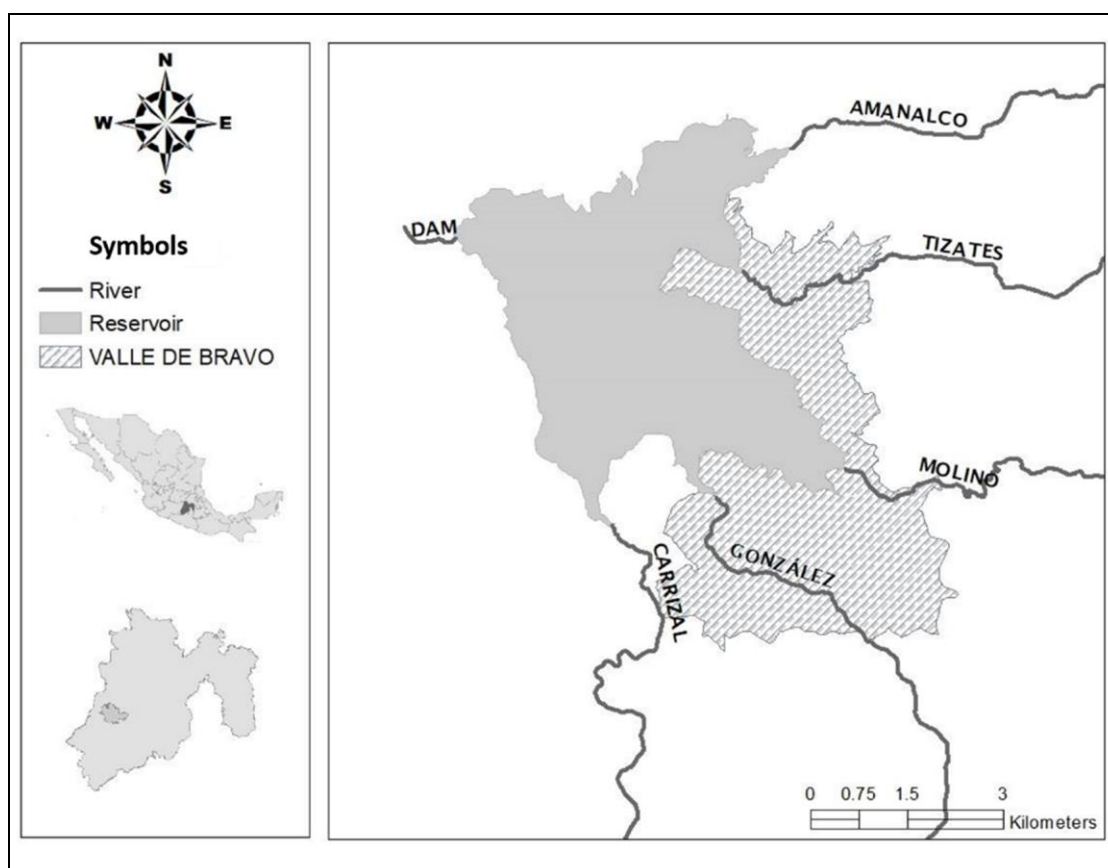 N
W E
S
Symbols
River
Reservoir
VALLE DE BRAVO
AMANALCO
DAM
TIZATES
MOLINO
CARRIZAL
GONZÁLEZ
0 0.75 1.5 3
Kilometers